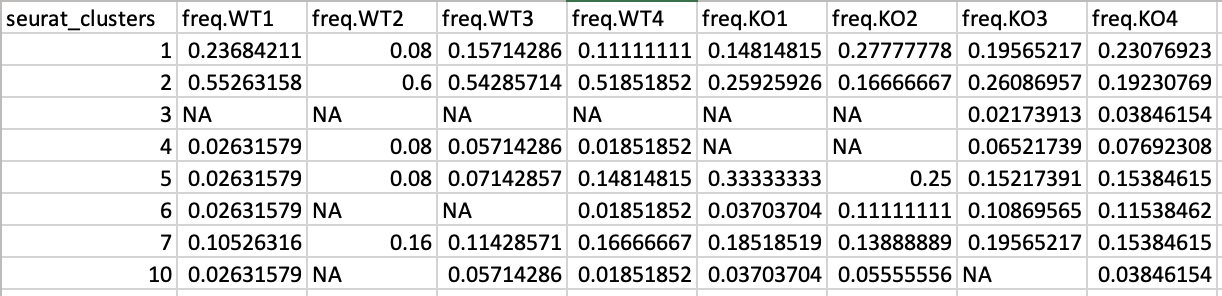 seurat_clusters freq.WT1 freq.WT2 freq.WT3 freq.WT4 freq.KO1 freq.KO2 freq.KO3 freq.KO4
1 0.23684211 0.08 0.15714286 0.11111111 0.14814815 0.27777778 0.19565217 0.23076923
2 0.55263158 0.6 0.54285714 0.51851852 0.25925926 0.16666667 0.26086957 0.19230769
3 NA NA NA NA NA NA 0.02173913 0.03846154
4 0.02631579 0.08 0.05714286 0.01851852 NA NA 0.06521739 0.07692308
5 0.02631579 0.08 0.07142857 0.14814815 0.33333333 0.25 0.15217391 0.15384615
6 0.02631579 NA NA 0.01851852 0.03703704 0.11111111 0.10869565 0.11538462
7 0.10526316 0.16 0.11428571 0.16666667 0.18518519 0.13888889 0.19565217 0.15384615
10 0.02631579 NA 0.05714286 0.01851852 0.03703704 0.05555556 NA 0.03846154